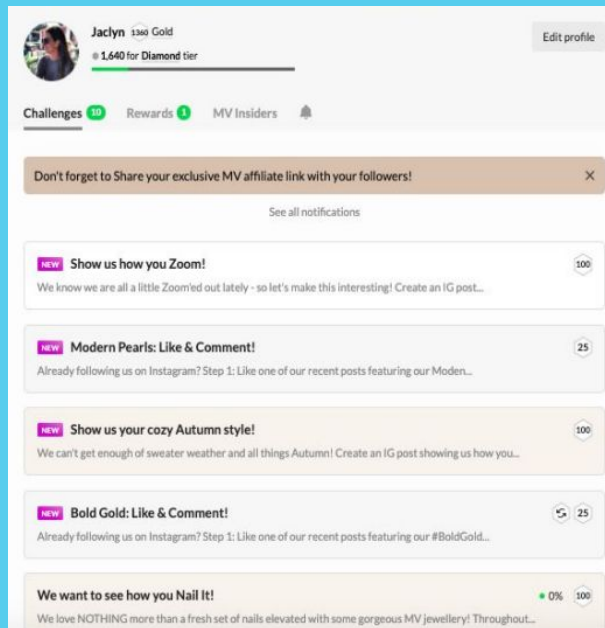 Jaclyn 1360 Gold
1,640 for Diamond tier
Edit profile
Challenges 10 Rewards 1 MV Insiders
Don't forget to Share your exclusive MV affiliate link with your followers! ×
See all notifications
NEW Show us how you Zoom! 100
We know we are all a little Zoom'ed out lately - so let's make this interesting! Create an IG post...
NEW Modern Pearls: Like & Comment! 25
Already following us on Instagram? Step 1: Like one of our recent posts featuring our Moden...
NEW Show us your cozy Autumn style! 100
We can't get enough of sweater weather and all things Autumn! Create an IG post showing us how you...
NEW Bold Gold: Like & Comment! 25
Already following us on Instagram? Step 1: Like one of our recent posts featuring our #BoldGold...
We want to see how you Nail It! 0% 100
We love NOTHING more than a fresh set of nails elevated with some gorgeous MV jewellery! Throughout...